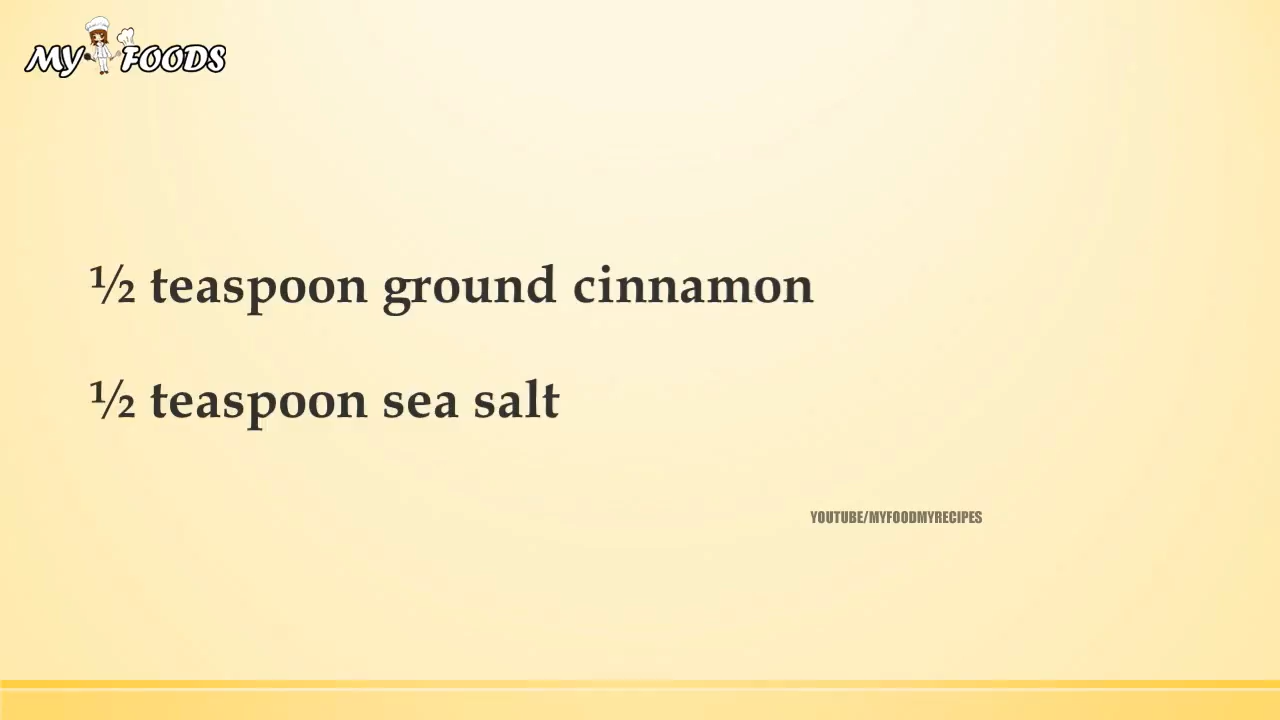 MY FOODS
½ teaspoon ground cinnamon
½ teaspoon sea salt
YOUTUBE/MYFOODMYRECIPES